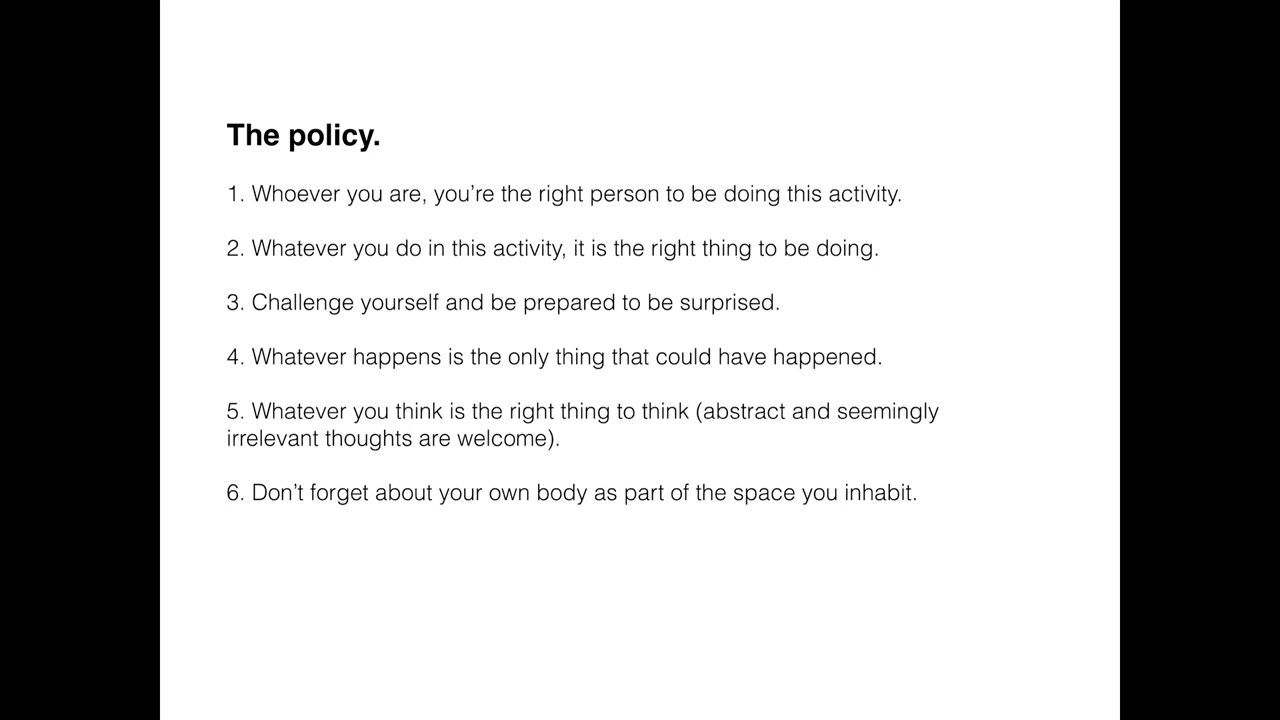 The policy.
1. Whoever you are, you’re the right person to be doing this activity.
2. Whatever you do in this activity, it is the right thing to be doing.
3. Challenge yourself and be prepared to be surprised.
4. Whatever happens is the only thing that could have happened.
5. Whatever you think is the right thing to think (abstract and seemingly
irrelevant thoughts are welcome).
6. Don’t forget about your own body as part of the space you inhabit.